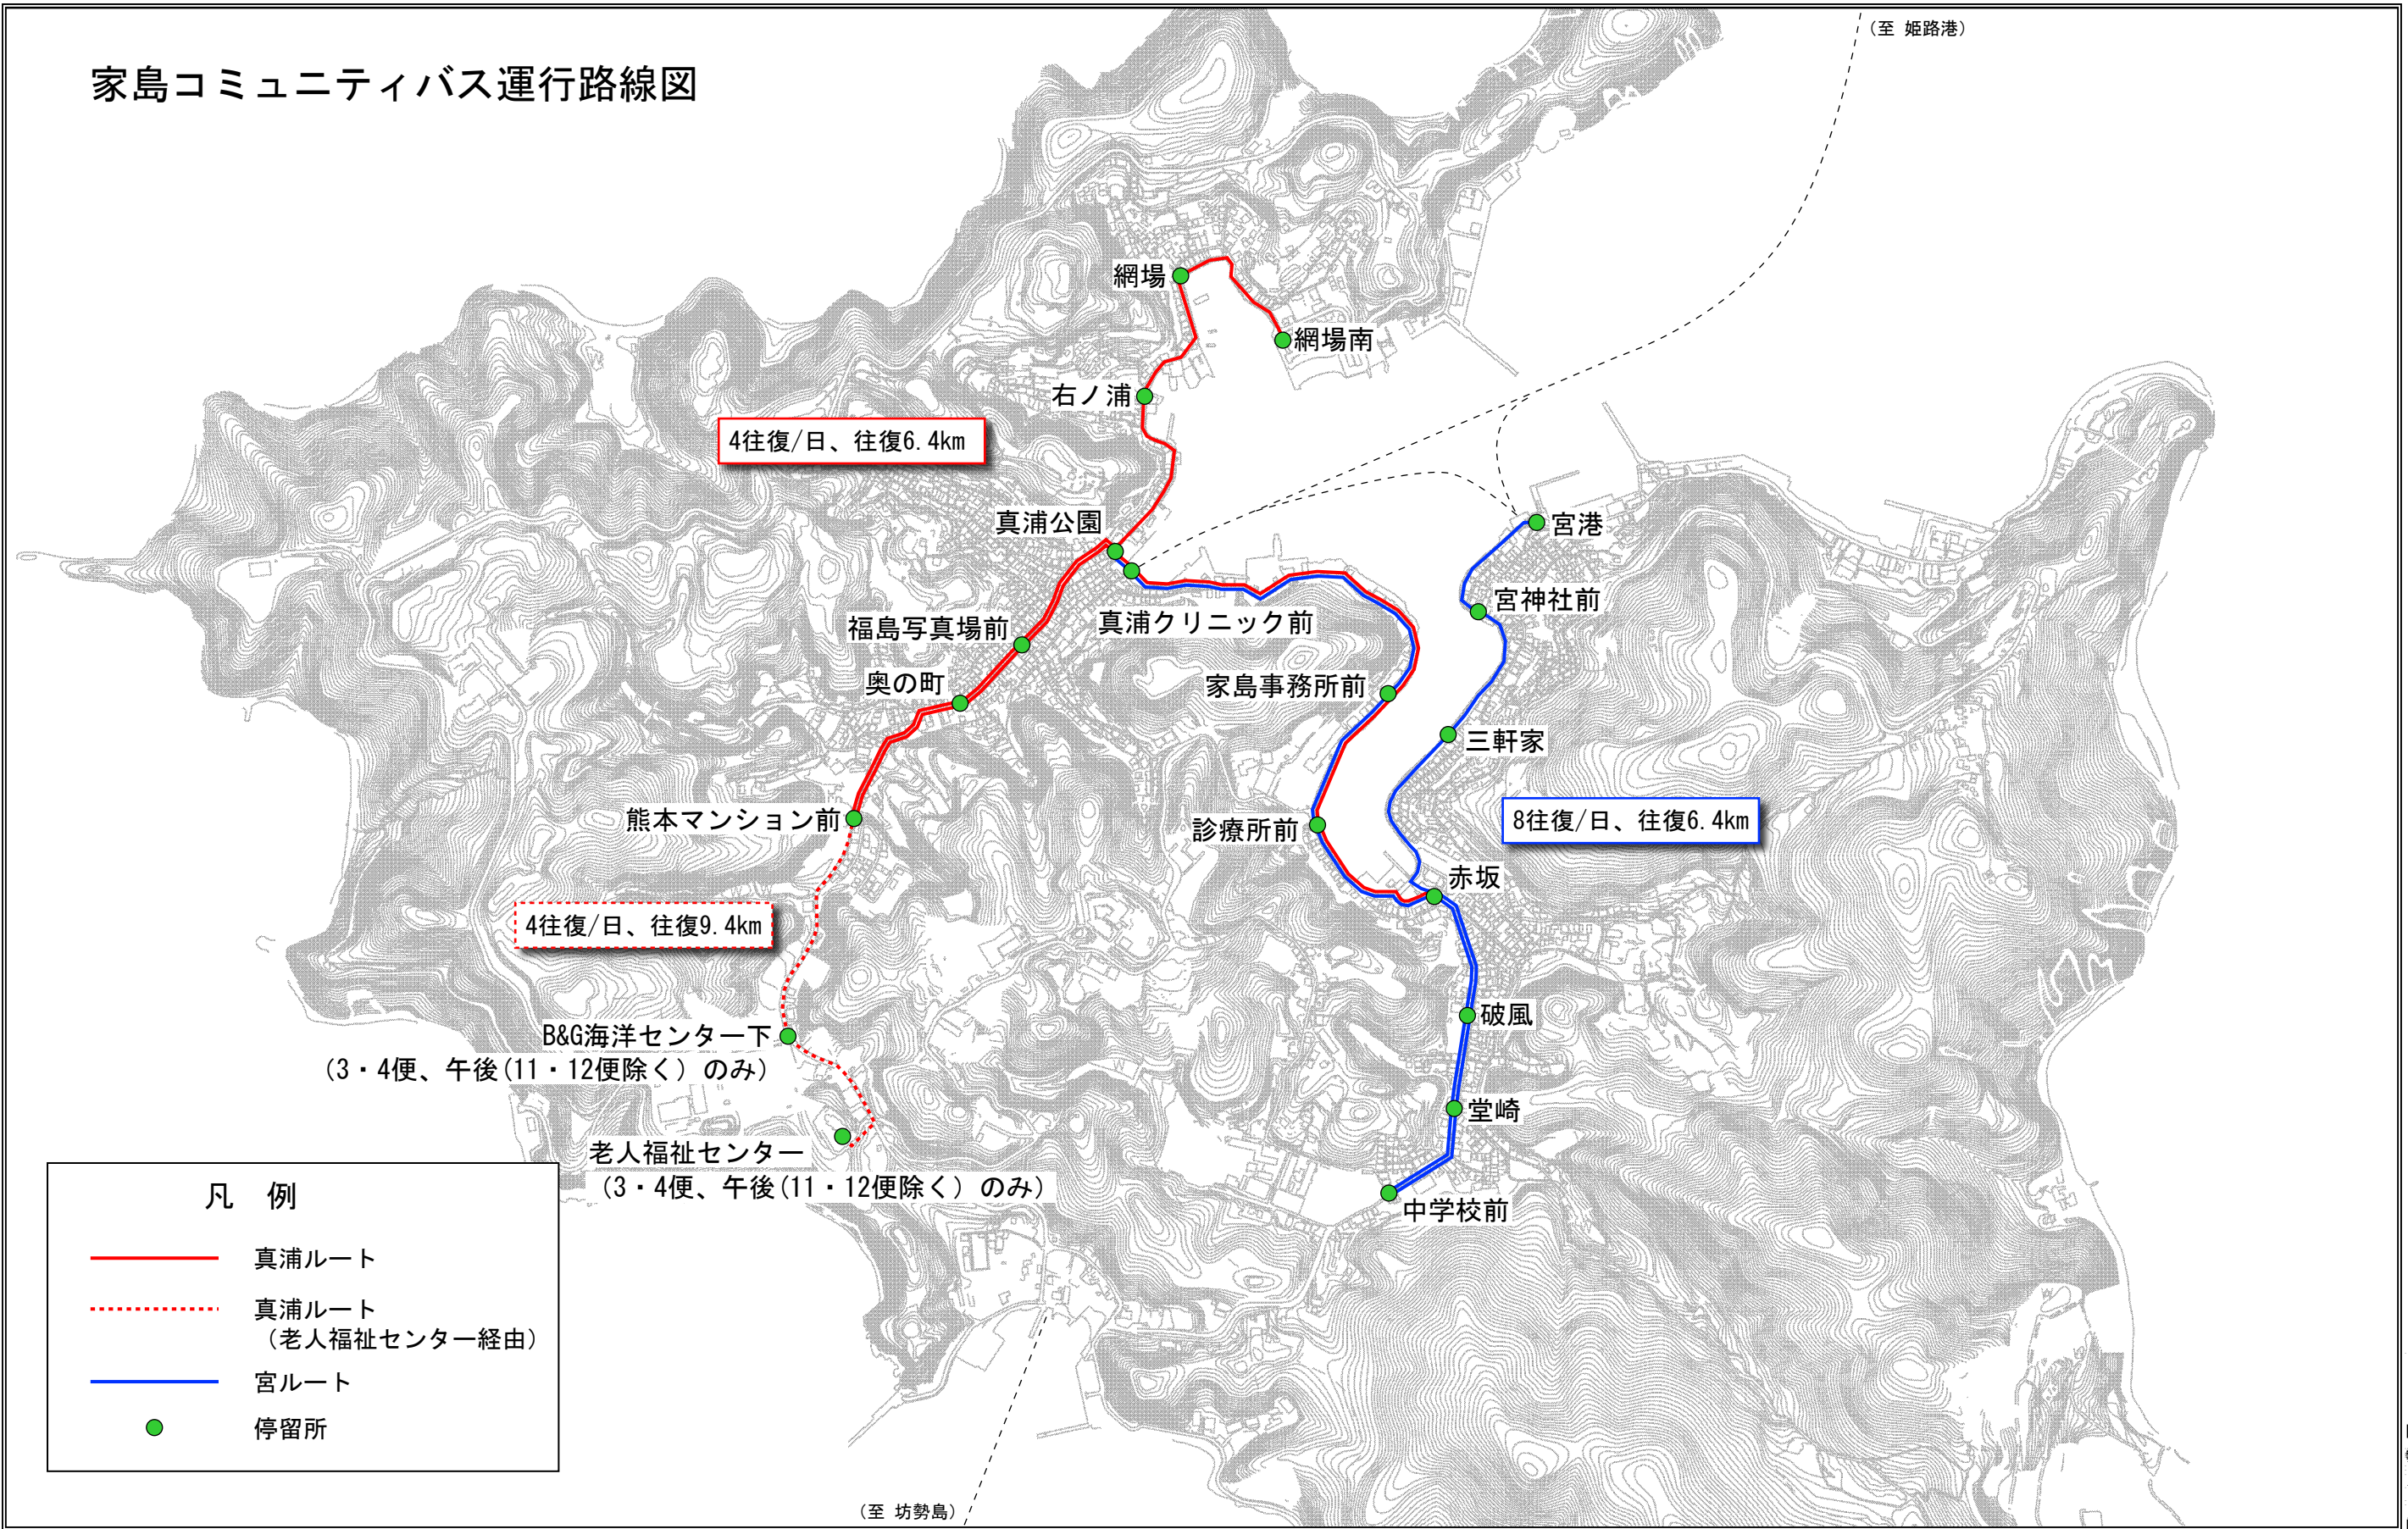 (至 姫路港)
家島コミュニティバス運行路線図
網場
網場南
右ノ浦
4往復/日、往復6.4km
真浦公園
宮港
宮神社前
真浦クリニック前
福島写真場前
奥の町
家島事務所前
三軒家
熊本マンション前
診療所前
8往復/日、往復6.4km
赤坂
4往復/日、往復9.4km
破風
B&G海洋センター下
(3・4便、午後(11・12便除く) のみ)
堂崎
老人福祉センター
(3・4便、午後(11・12便除く) のみ)
中学校前
凡 例
真浦ルート
真浦ルート
(老人福祉センター経由)
宮ルート
停留所
(至 坊勢島)